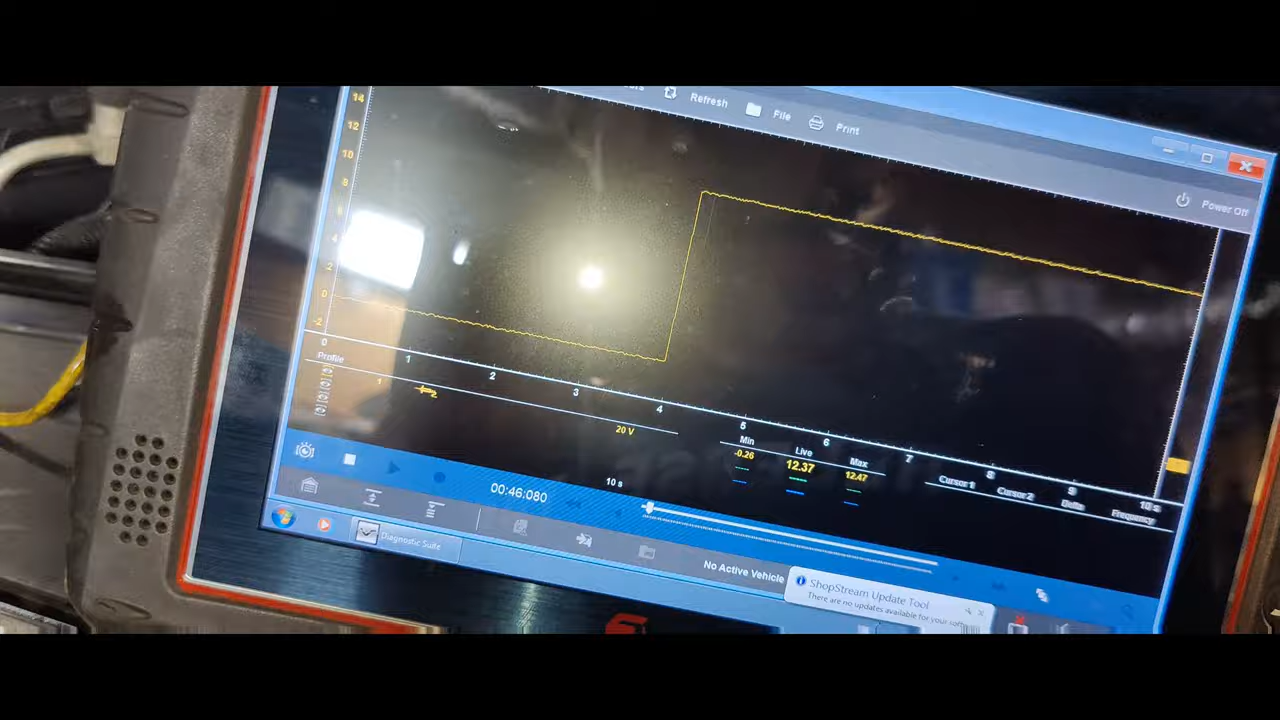 Refresh
File
Print
Power Off
14
12
10
8
6
4
2
0
-2
0
1
2
3
4
5
6
7
8
9
10 s
Profile
1
20 V
Min
Live
Max
-0.26
12.37
12.47
Cursor 1
Cursor 2
Delta
Frequency
10 s
00:46:080
Diagnostic Suite
No Active Vehicle
ShopStream Update Tool
There are no updates available for your